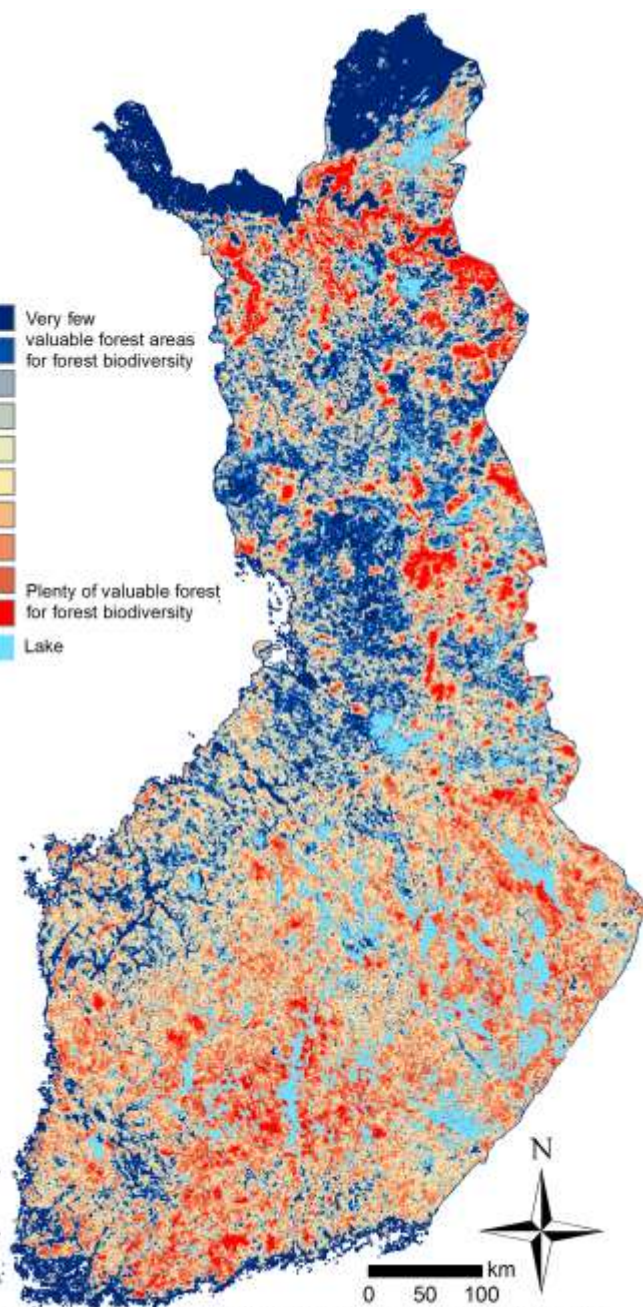 Very few
valuable forest areas
for forest biodiversity
Plenty of valuable forest
for forest biodiversity
Lake
N
km
0 50 100